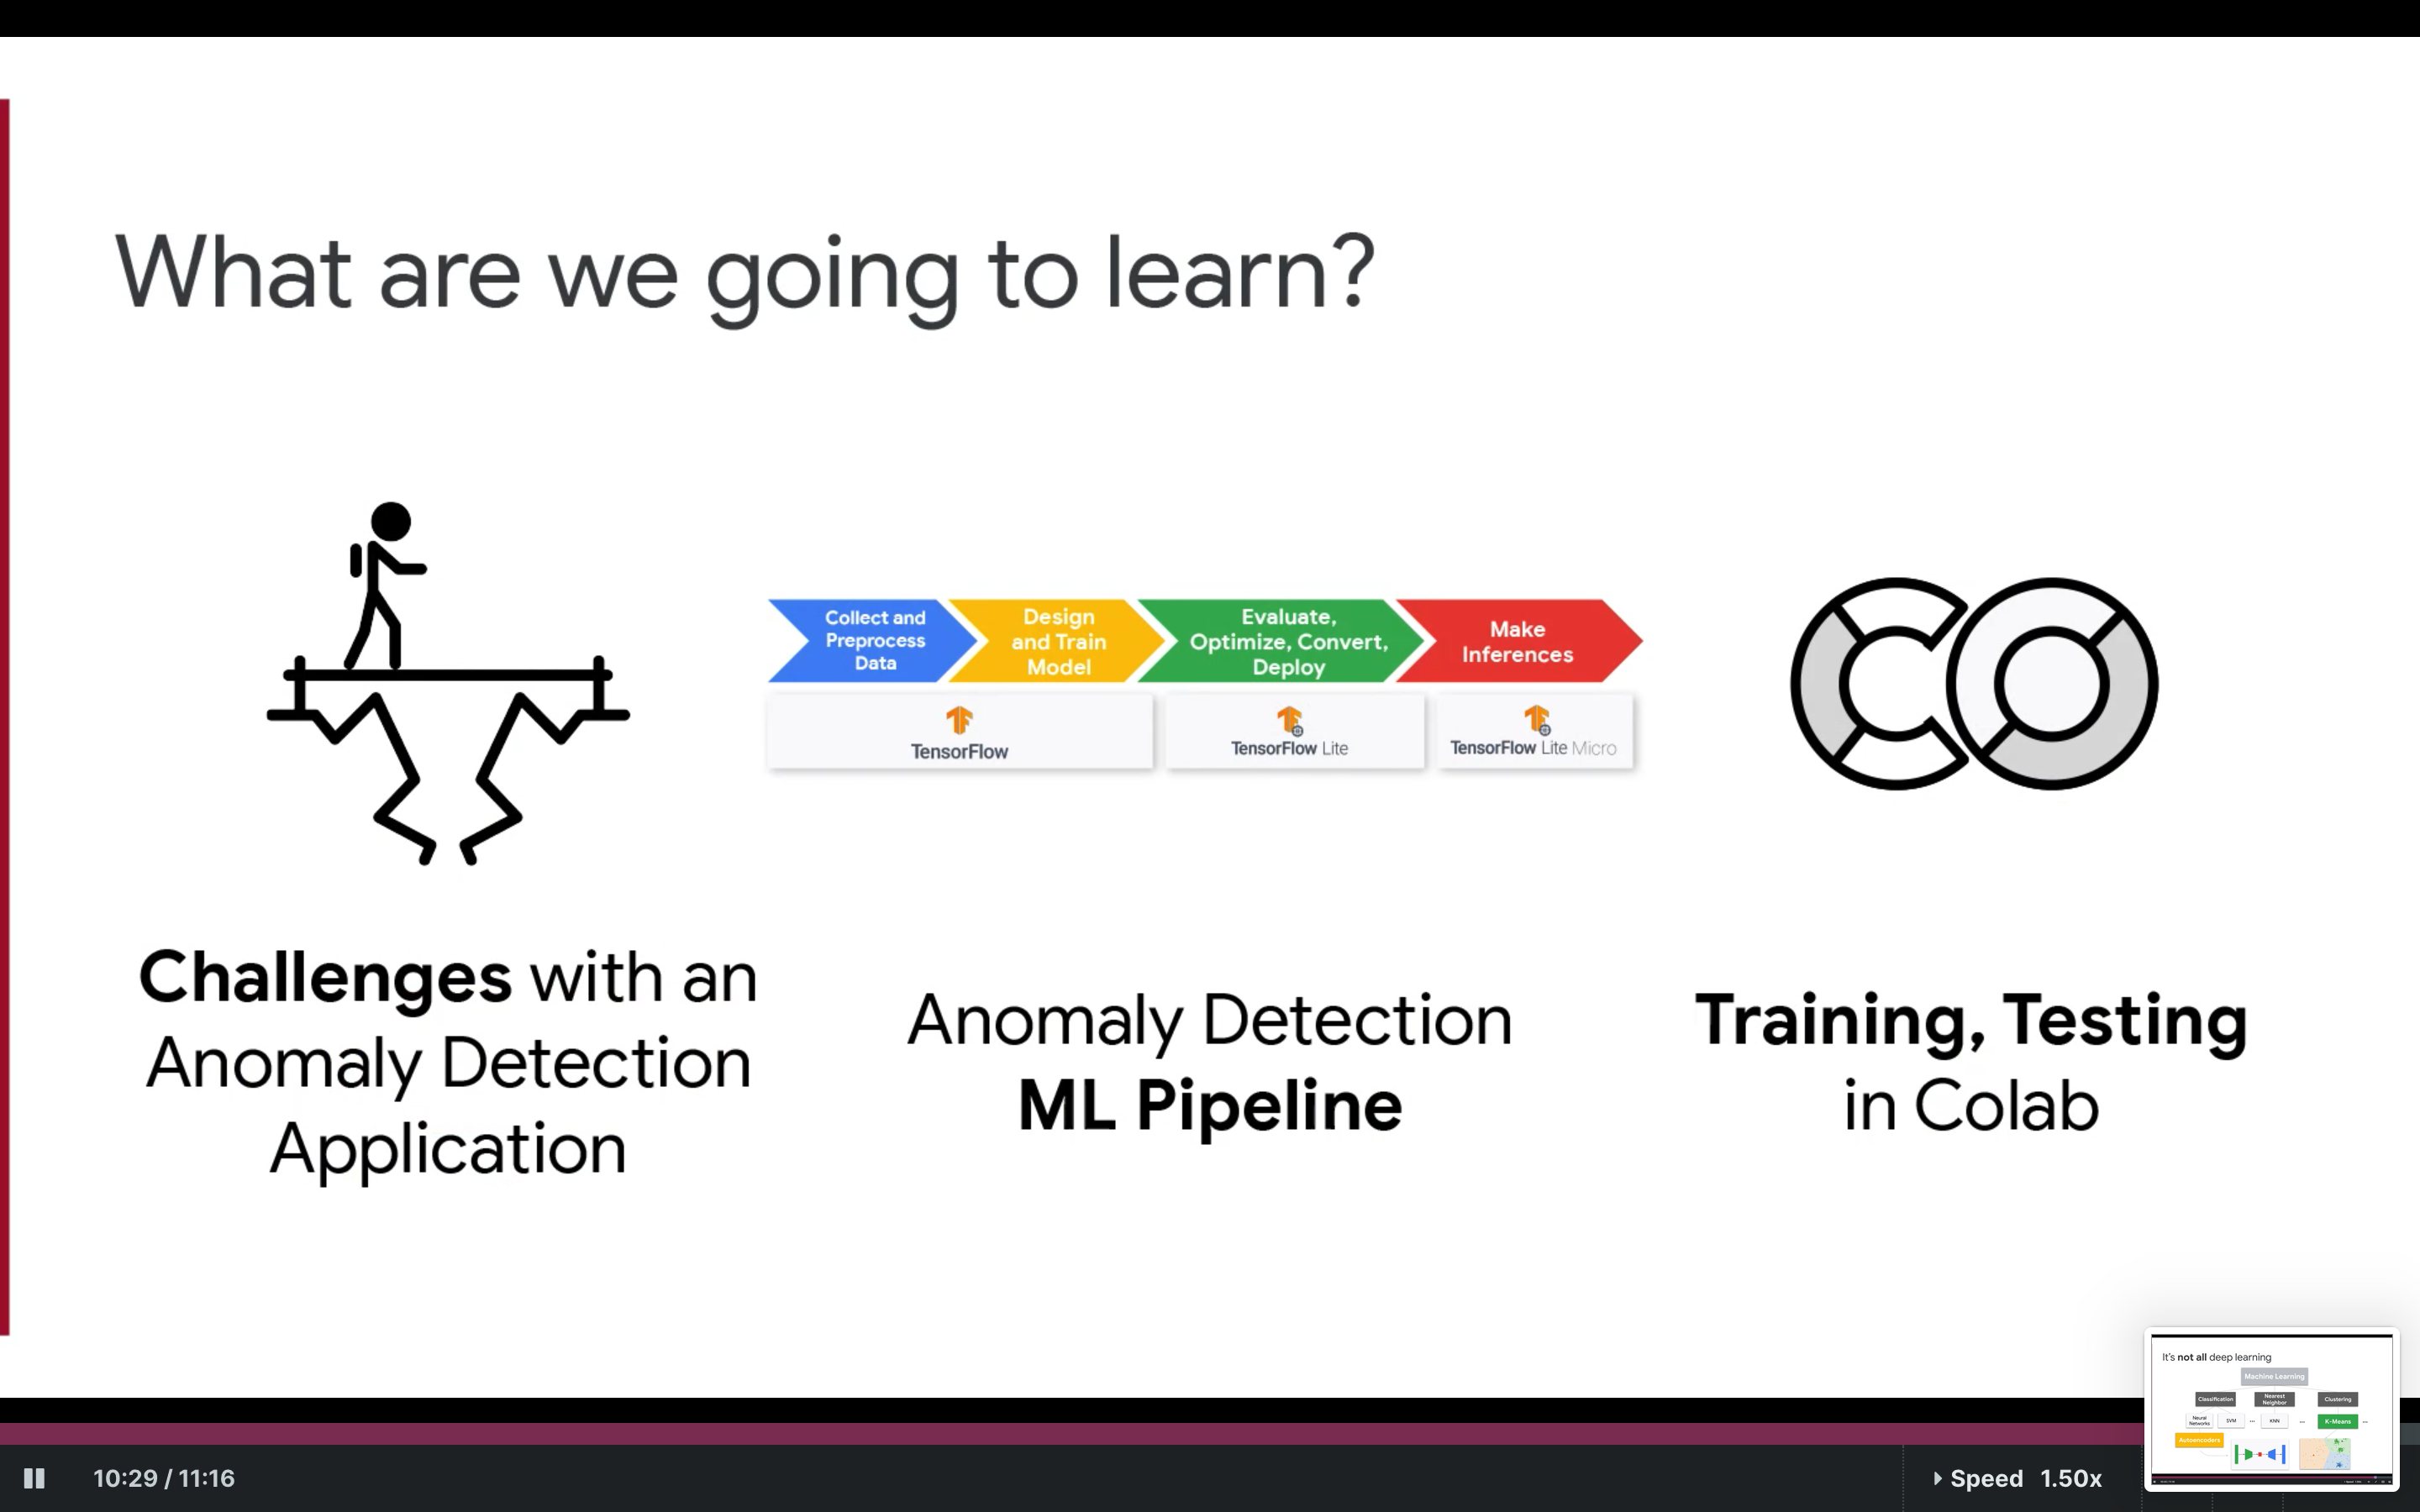 What are we going to learn?
Collect and
Preprocess
Data
Design
and Train
Model
Evaluate,
Optimize, Convert,
Deploy
Make
Inferences
TensorFlow
TensorFlow Lite
TensorFlow Lite Micro
CO
Challenges with an
Anomaly Detection
Application
Anomaly Detection
ML Pipeline
Training, Testing
in Colab
It's not all deep learning
Machine Learning
Classification
Nearest
Neighbor
Clustering
Neural
Networks
SVM
...
KNN
...
K-Means
...
Autoencoders
10:29 / 11:16
Speed 1.50x